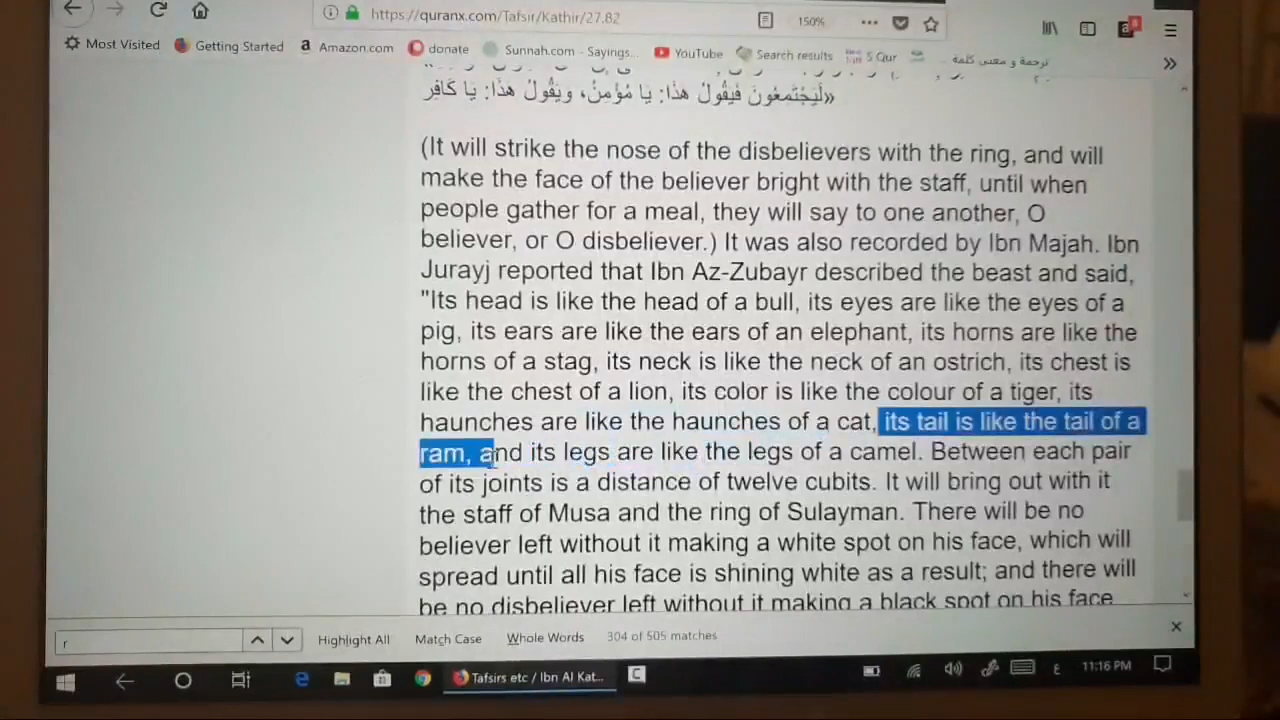 https://quranx.com/Tafsir/Kathir/27.82
150%
Most Visited
Getting Started
Amazon.com
donate
Sunnah.com - Sayings...
YouTube
Search results
5 Qur
ترجمة و معنى كلمة
لَيَجْتَمِعُونَ فَيَقُولُ هَذَا: يَا مُؤْمِنُ، وَيَقُولُ هَذَا: يَا كَافِر»
(It will strike the nose of the disbelievers with the ring, and will
make the face of the believer bright with the staff, until when
people gather for a meal, they will say to one another, O
believer, or O disbeliever.) It was also recorded by Ibn Majah. Ibn
Jurayj reported that Ibn Az-Zubayr described the beast and said,
"Its head is like the head of a bull, its eyes are like the eyes of a
pig, its ears are like the ears of an elephant, its horns are like the
horns of a stag, its neck is like the neck of an ostrich, its chest is
like the chest of a lion, its color is like the colour of a tiger, its
haunches are like the haunches of a cat, its tail is like the tail of a
ram, and its legs are like the legs of a camel. Between each pair
of its joints is a distance of twelve cubits. It will bring out with it
the staff of Musa and the ring of Sulayman. There will be no
believer left without it making a white spot on his face, which will
spread until all his face is shining white as a result; and there will
be no disbeliever left without it making a black spot on his face
r
Highlight All
Match Case
Whole Words
304 of 505 matches
Tafsirs etc / Ibn Al Kat...
ع
11:16 PM